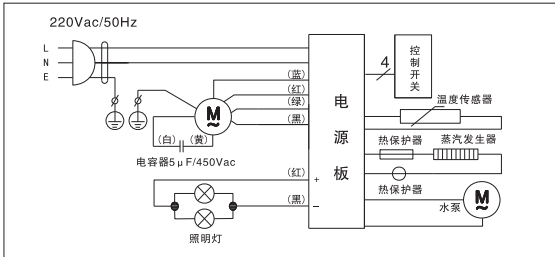 220Vac/50Hz
L
N
E
M
~
(蓝)
(红)
(绿)
(黑)
(白) (黄)
电容器5μF/450Vac
(红)
+
(黑)
−
照明灯
电源板
4
控制开关
温度传感器
热保护器
蒸汽发生器
热保护器
水泵
M
~